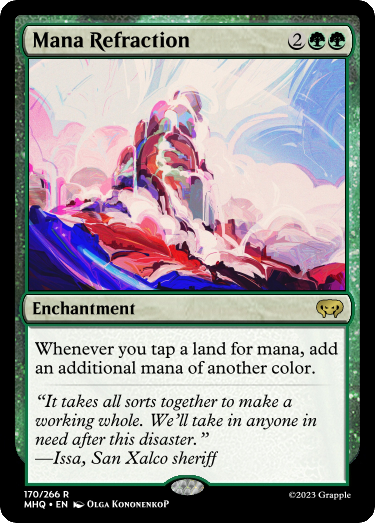 Mana Refraction 2
Enchantment
Whenever you tap a land for mana, add
an additional mana of another color.
“It takes all sorts together to make a
working whole. We’ll take in anyone in
need after this disaster.”
—Issa, San Xalco sheriff
170/266 R
MHQ • EN Olga KononenkoP
©2023 Grapple